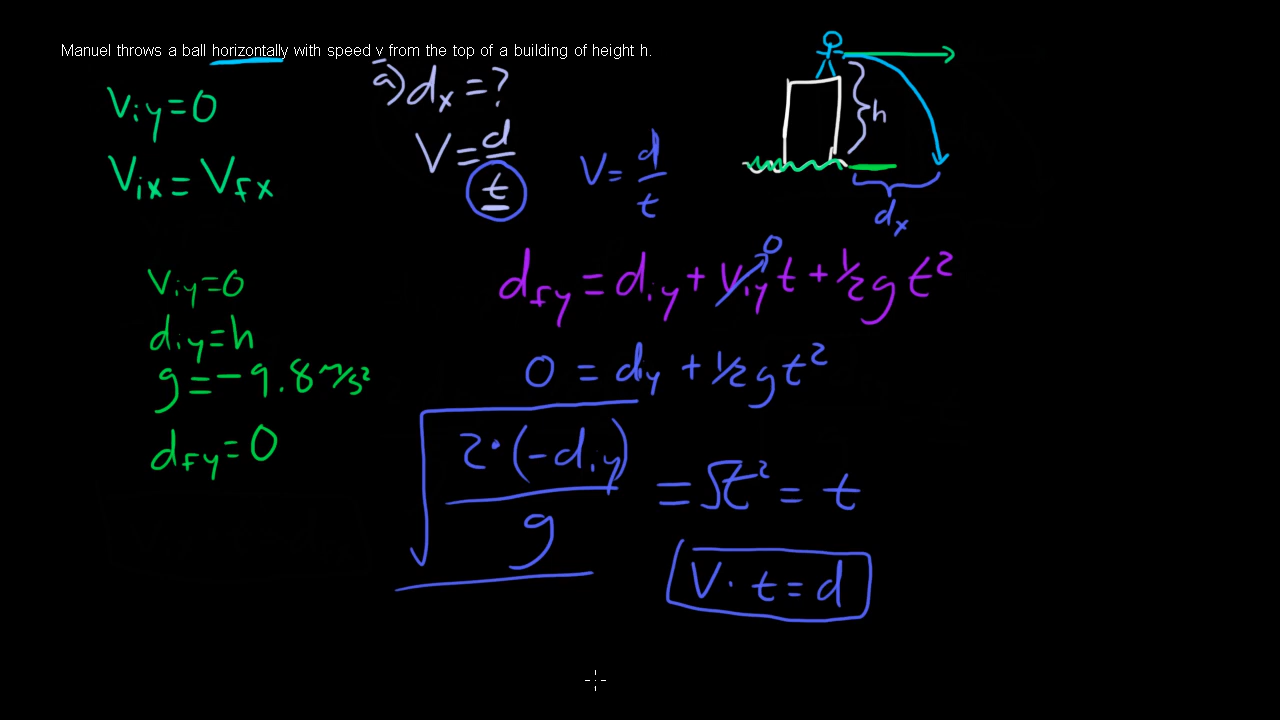 Manuel throws a ball horizontally with speed v from the top of a building of height h.
viy=0
Vix = Vfx
a) dx = ?
V = d/t
V = d/t
h
dx
viy=0
diy=h
g=-9.8 m/s²
dfy=0
dfy = diy + viy t + 1/2 g t²
0
0 = diy + 1/2 g t²
√(2·(-diy)/g) = √t² = t
V · t = d